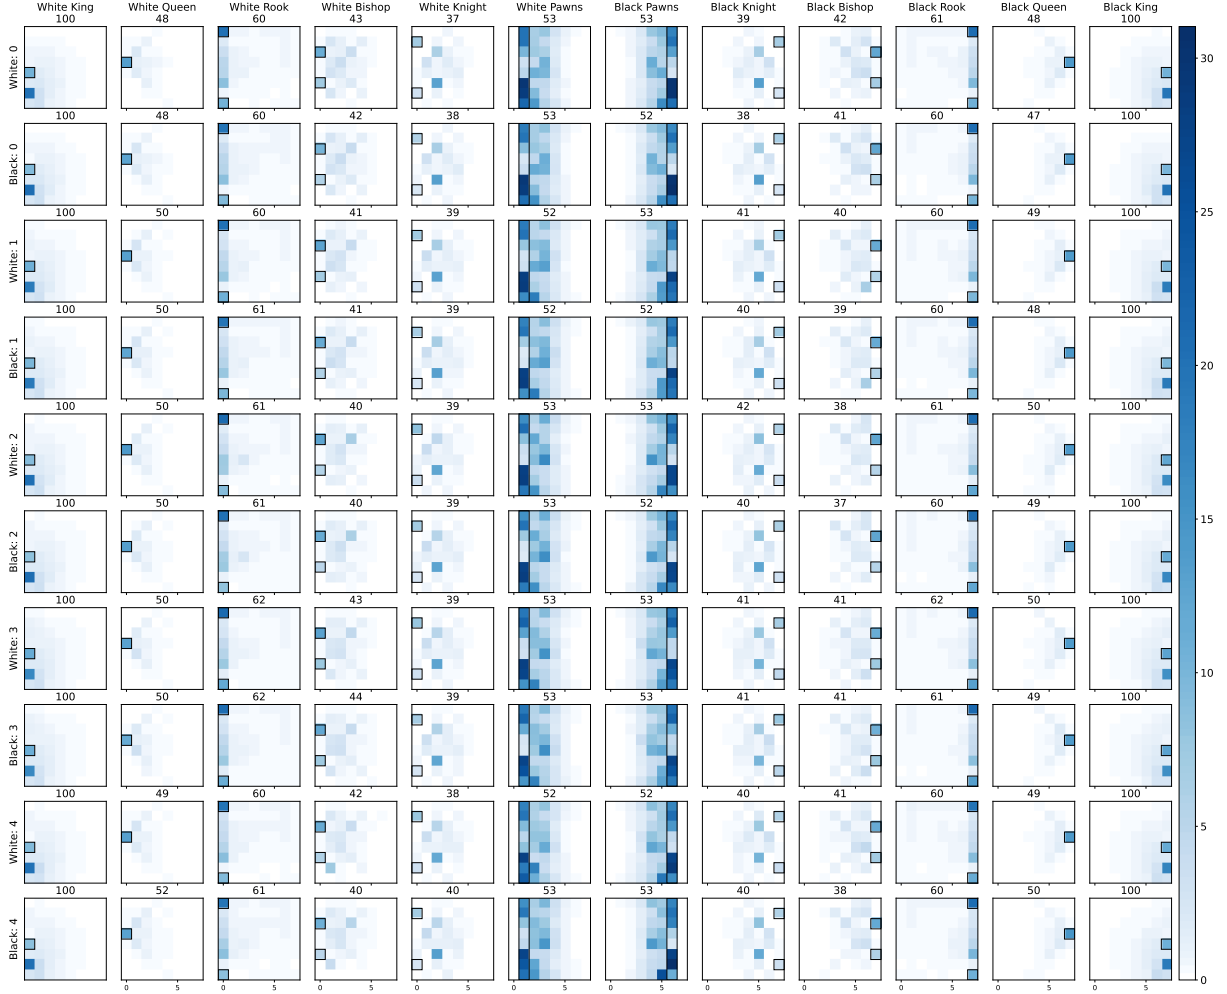 White King White Queen White Rook White Bishop White Knight White Pawns Black Pawns Black Knight Black Bishop Black Rook Black Queen Black King
100 48 60 43 37 53 53 39 42 61 48 100
White: 0
100 48 60 42 38 53 52 38 41 60 47 100
Black: 0
100 50 60 41 39 52 53 41 40 60 49 100
White: 1
100 50 61 41 39 52 53 40 39 60 48 100
Black: 1
100 50 61 40 39 53 53 42 38 61 50 100
White: 2
100 50 61 40 39 53 52 40 37 60 49 100
Black: 2
100 50 62 43 39 53 53 41 41 62 50 100
White: 3
100 50 62 44 39 53 53 41 41 61 49 100
Black: 3
100 49 60 42 38 52 52 40 41 60 49 100
White: 4
100 52 61 40 40 53 53 40 38 60 50 100
Black: 4
0 5 0 5 0 5 0 5 0 5 0 5 0 5 0 5 0 5 0 5 0 5 0 5
30
25
20
15
10
5
0